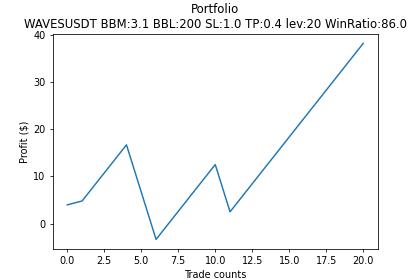 Portfolio
WAVESUSDT BBM:3.1 BBL:200 SL:1.0 TP:0.4 lev:20 WinRatio:86.0
40
30
20
10
0
Profit ($)
0.0 2.5 5.0 7.5 10.0 12.5 15.0 17.5 20.0
Trade counts